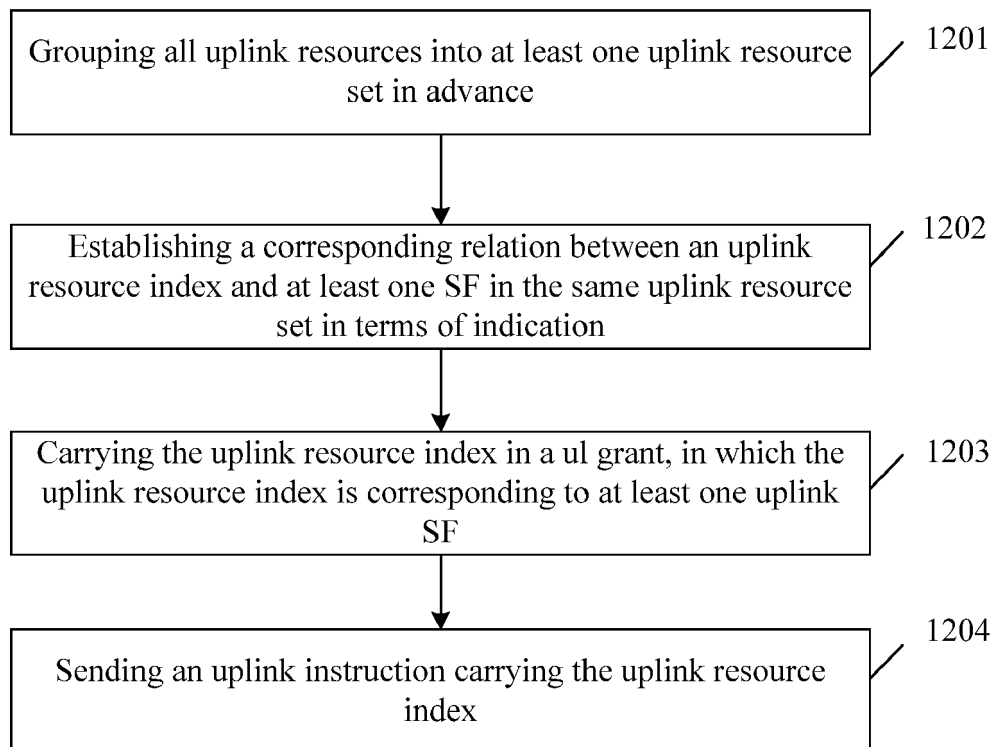 Grouping all uplink resources into at least one uplink resource
set in advance
1201
Establishing a corresponding relation between an uplink
resource index and at least one SF in the same uplink resource
set in terms of indication
1202
Carrying the uplink resource index in a ul grant, in which the
uplink resource index is corresponding to at least one uplink
SF
1203
Sending an uplink instruction carrying the uplink resource
index
1204